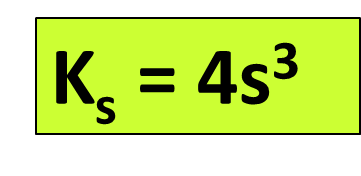 Kₛ = 4s³